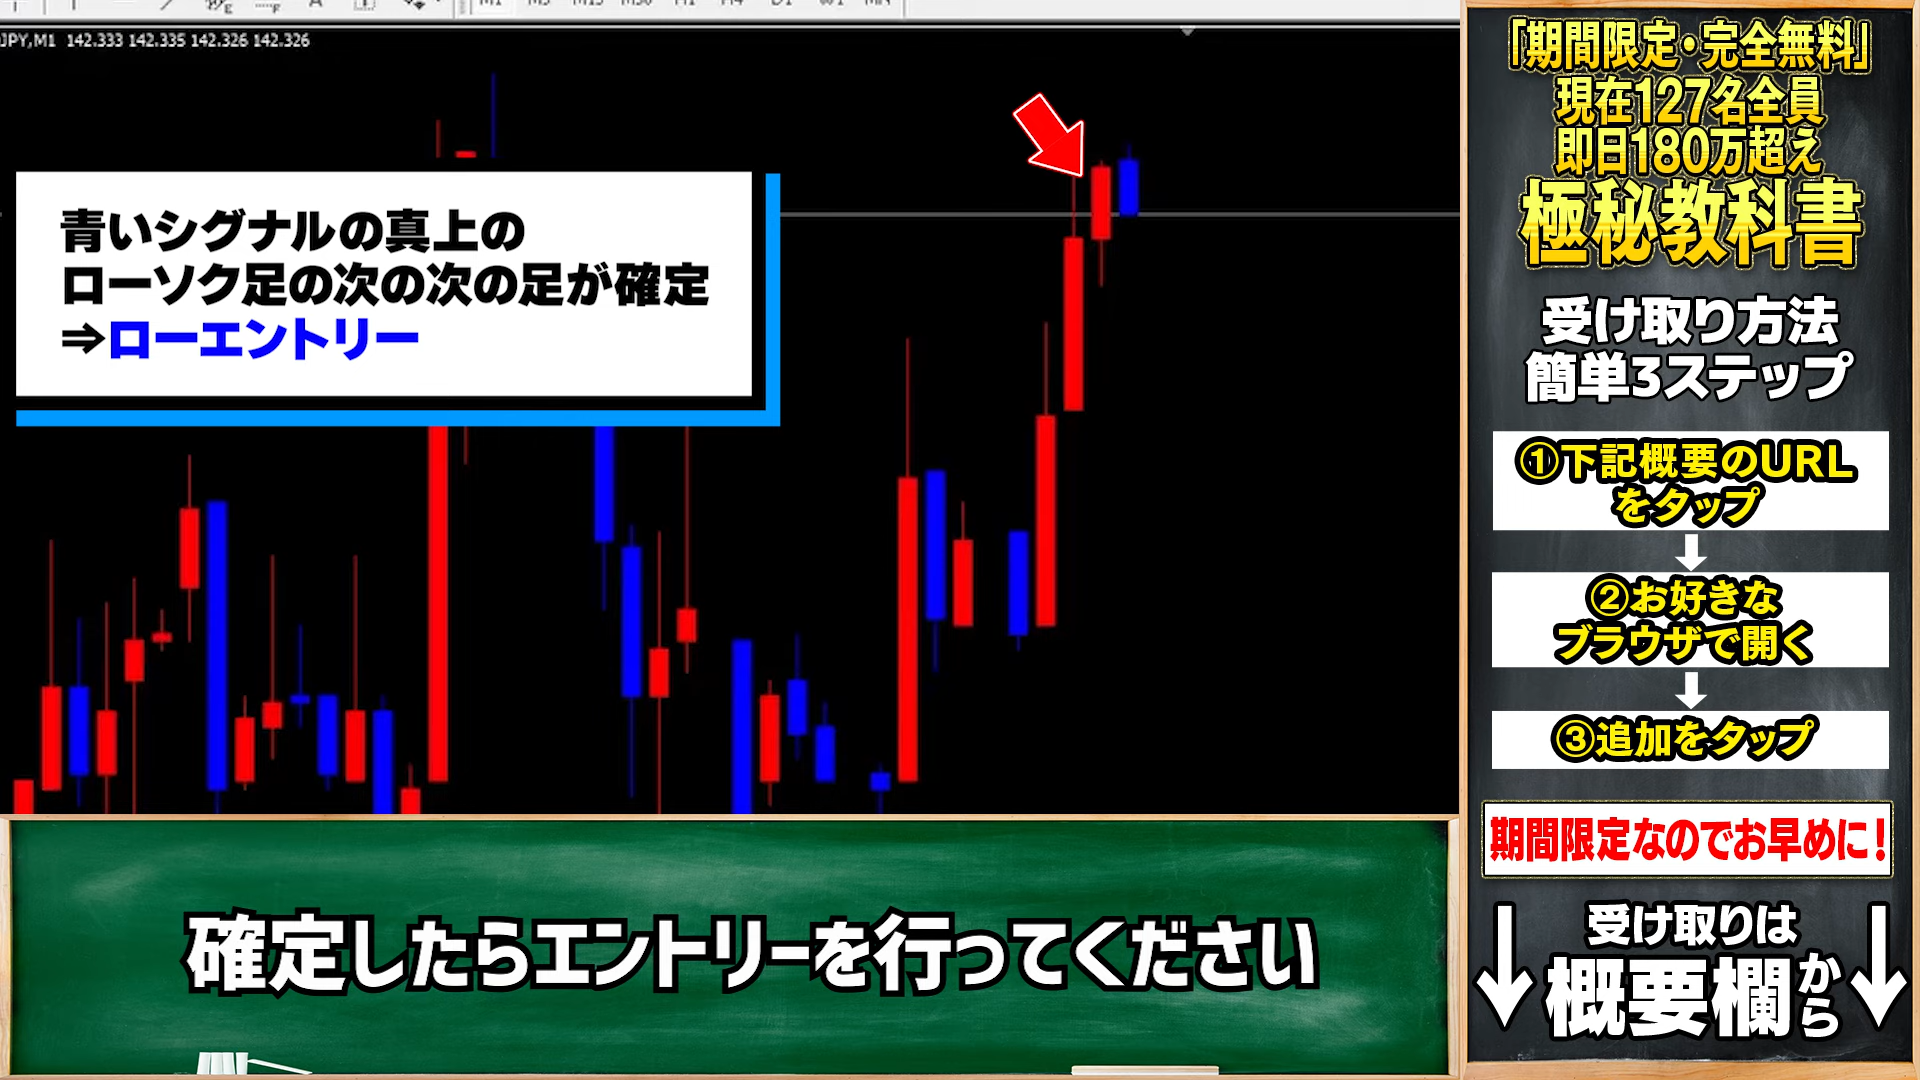 JPY,M1 142.333 142.335 142.326 142.326
青いシグナルの真上の
ローソク足の次の次の足が確定
⇒ローエントリー
確定したらエントリーを行ってください
「期間限定・完全無料」
現在127名全員
即日180万超え
極秘教科書
受け取り方法
簡単3ステップ
①下記概要のURL
をタップ
②お好きな
ブラウザで開く
③追加をタップ
期間限定なのでお早めに!
受け取りは
概要欄から